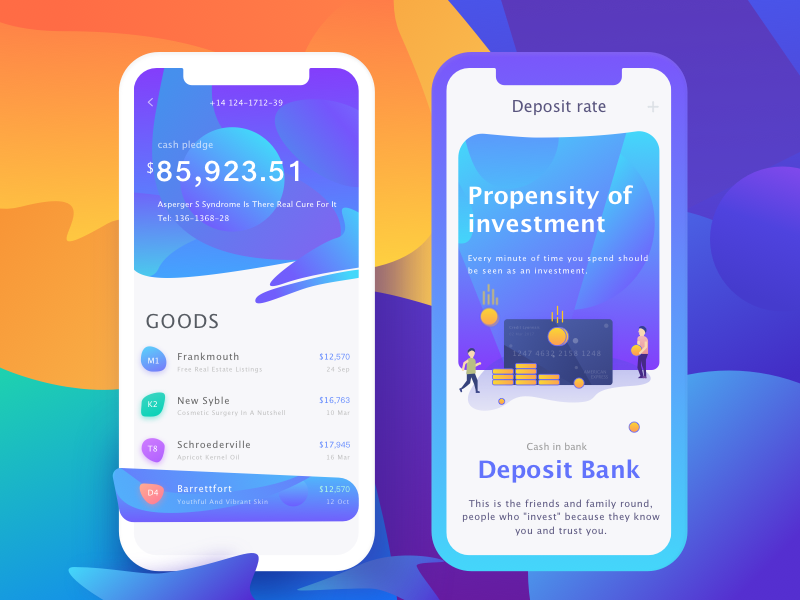 +14 124-1712-39
cash pledge
$85,923.51
Asperger S Syndrome Is There Real Cure For It
Tel: 136-1368-28
GOODS
M1 Frankmouth $12,570
Free Real Estate Listings 24 Sep
K2 New Syble $16,763
Cosmetic Surgery In A Nutshell 10 Mar
T8 Schroederville $17,945
Apricot Kernel Oil 16 Mar
D4 Barrettfort $12,570
Youthful And Vibrant Skin 12 Oct
Deposit rate
Propensity of
investment
Every minute of time you spend should
be seen as an investment.
1247 4632 2158 1248
Cash in bank
Deposit Bank
This is the friends and family round,
people who "invest" because they know
you and trust you.